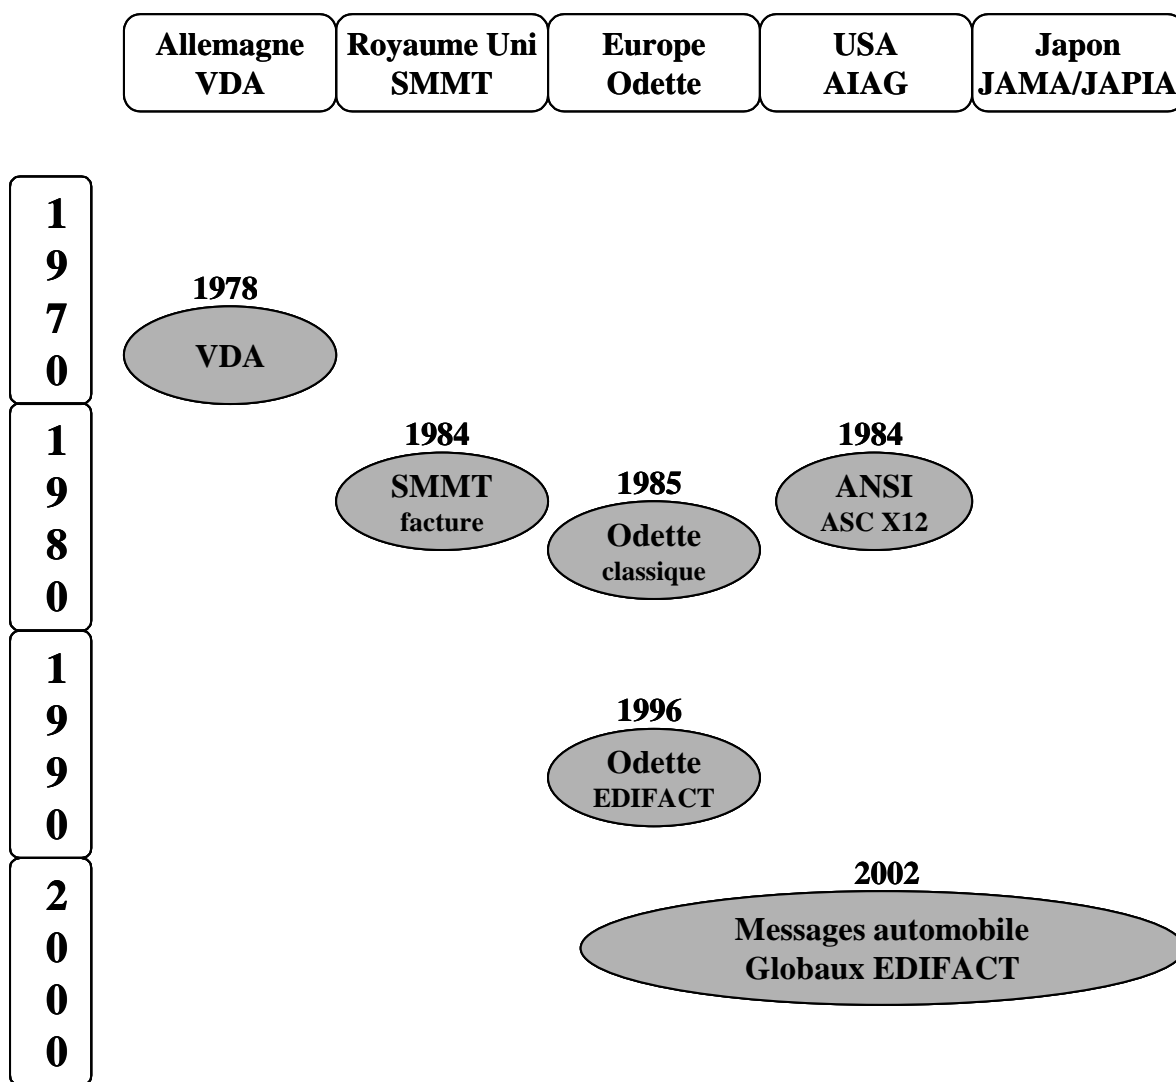 Allemagne
VDA
Royaume Uni
SMMT
Europe
Odette
USA
AIAG
Japon
JAMA/JAPIA
1
9
7
0
1978
VDA
1
9
8
0
1984
SMMT
facture
1985
Odette
classique
1984
ANSI
ASC X12
1
9
9
0
1996
Odette
EDIFACT
2
0
0
0
2002
Messages automobile
Globaux EDIFACT